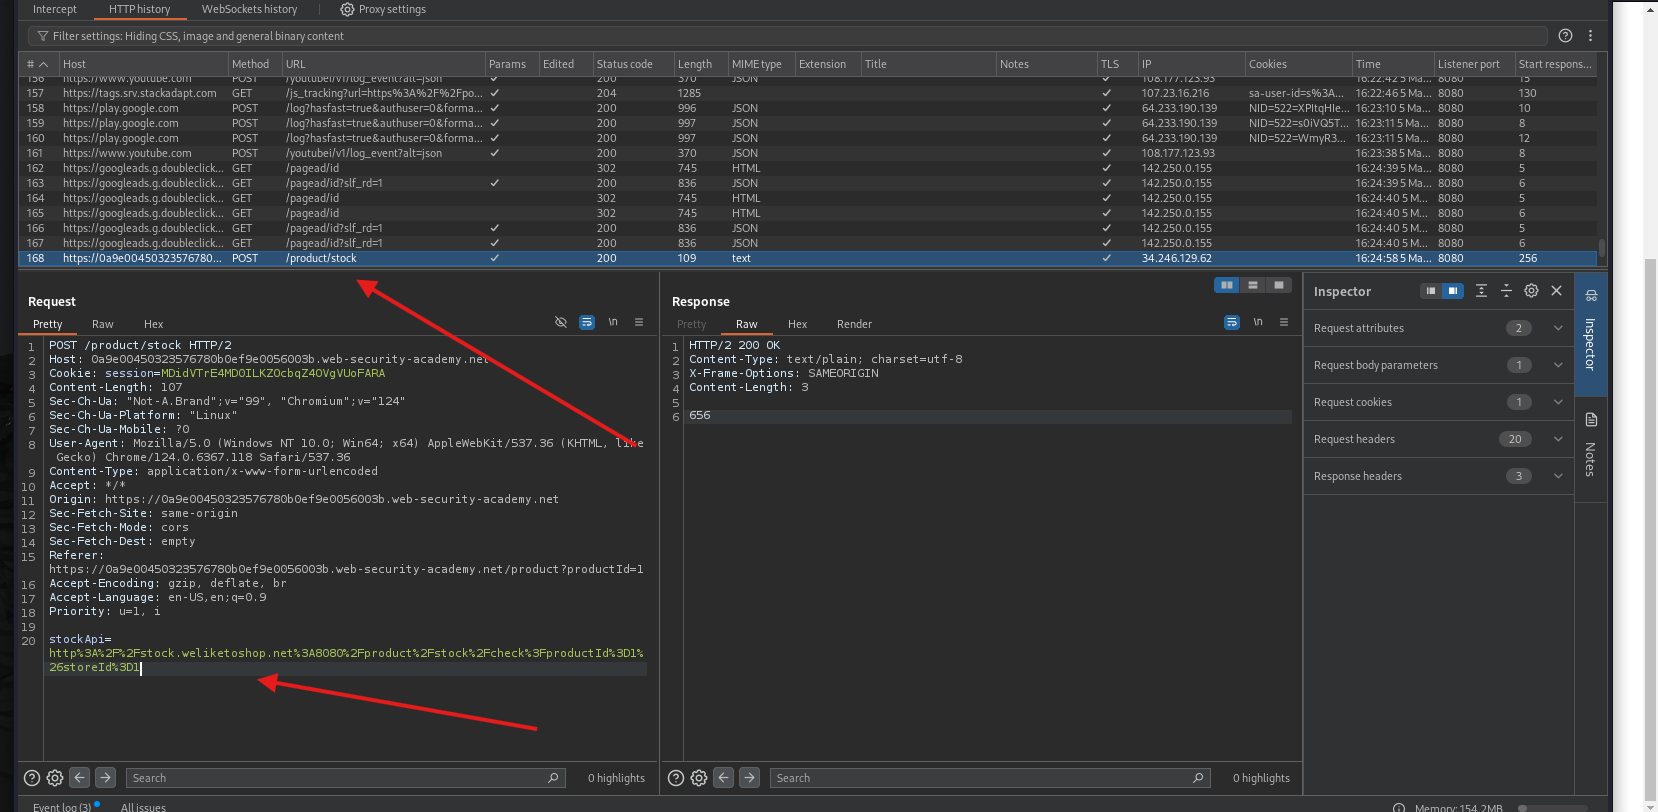 Intercept HTTP history WebSockets history Proxy settings
Filter settings: Hiding CSS, image and general binary content
# Host Method URL Params Edited Status code Length MIME type Extension Title Notes TLS IP Cookies Time Listener port Start respons...
156 https://www.youtube.com POST /youtubei/v1/log_event?alt=json 200 370 JSON 108.177.123.93 16:22:42 5 Ma... 8080 15
157 https://tags.srv.stackadapt.com GET /js_tracking?url=https%3A%2F%2Fpo... 204 1285 107.23.16.216 sa-user-id=s%3A... 16:22:46 5 Ma... 8080 130
158 https://play.google.com POST /log?hasfast=true&authuser=0&forma... 200 996 JSON 64.233.190.139 NID=522=XPltqHIe... 16:23:10 5 Ma... 8080 10
159 https://play.google.com POST /log?hasfast=true&authuser=0&forma... 200 997 JSON 64.233.190.139 NID=522=s0iVQ5T... 16:23:11 5 Ma... 8080 8
160 https://play.google.com POST /log?hasfast=true&authuser=0&forma... 200 997 JSON 64.233.190.139 NID=522=WmyR3... 16:23:11 5 Ma... 8080 12
161 https://www.youtube.com POST /youtubei/v1/log_event?alt=json 200 370 JSON 108.177.123.93 16:23:38 5 Ma... 8080 8
162 https://googleads.g.doubleclick... GET /pagead/id 302 745 HTML 142.250.0.155 16:24:39 5 Ma... 8080 5
163 https://googleads.g.doubleclick... GET /pagead/id?slf_rd=1 200 836 JSON 142.250.0.155 16:24:39 5 Ma... 8080 6
164 https://googleads.g.doubleclick... GET /pagead/id 302 745 HTML 142.250.0.155 16:24:40 5 Ma... 8080 5
165 https://googleads.g.doubleclick... GET /pagead/id 302 745 HTML 142.250.0.155 16:24:40 5 Ma... 8080 6
166 https://googleads.g.doubleclick... GET /pagead/id?slf_rd=1 200 836 JSON 142.250.0.155 16:24:40 5 Ma... 8080 5
167 https://googleads.g.doubleclick... GET /pagead/id?slf_rd=1 200 836 JSON 142.250.0.155 16:24:40 5 Ma... 8080 6
168 https://0a9e00450323576780... POST /product/stock 200 109 text 34.246.129.62 16:24:58 5 Ma... 8080 256
Request
Pretty Raw Hex \n
1 POST /product/stock HTTP/2
2 Host: 0a9e00450323576780b0ef9e0056003b.web-security-academy.net
3 Cookie: session=MDidVTrE4MD0ILKZOcbqZ4OVgVUoFARA
4 Content-Length: 107
5 Sec-Ch-Ua: "Not-A.Brand";v="99", "Chromium";v="124"
6 Sec-Ch-Ua-Platform: "Linux"
7 Sec-Ch-Ua-Mobile: ?0
8 User-Agent: Mozilla/5.0 (Windows NT 10.0; Win64; x64) AppleWebKit/537.36 (KHTML, like
Gecko) Chrome/124.0.6367.118 Safari/537.36
9 Content-Type: application/x-www-form-urlencoded
10 Accept: */*
11 Origin: https://0a9e00450323576780b0ef9e0056003b.web-security-academy.net
12 Sec-Fetch-Site: same-origin
13 Sec-Fetch-Mode: cors
14 Sec-Fetch-Dest: empty
15 Referer:
https://0a9e00450323576780b0ef9e0056003b.web-security-academy.net/product?productId=1
16 Accept-Encoding: gzip, deflate, br
17 Accept-Language: en-US,en;q=0.9
18 Priority: u=1, i
19
20 stockApi=
http%3A%2F%2Fstock.weliketoshop.net%3A8080%2Fproduct%2Fstock%2Fcheck%3FproductId%3D1%
26storeId%3D1
Search 0 highlights
Response
Pretty Raw Hex Render \n
1 HTTP/2 200 OK
2 Content-Type: text/plain; charset=utf-8
3 X-Frame-Options: SAMEORIGIN
4 Content-Length: 3
5
6 656
Search 0 highlights
Inspector
Request attributes 2
Request body parameters 1
Request cookies 1
Request headers 20
Response headers 3
Inspector
Notes
Event log (3) All issues Memory: 154.2MB